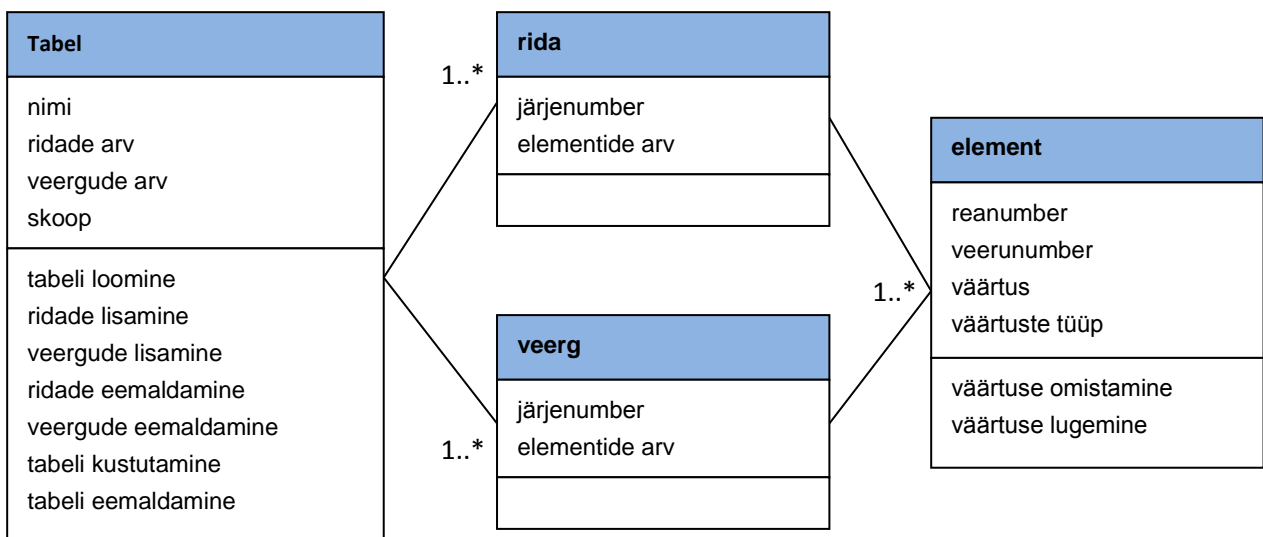 Tabel
nimi
ridade arv
veergude arv
skoop
tabeli loomine
ridade lisamine
veergude lisamine
ridade eemaldamine
veergude eemaldamine
tabeli kustutamine
tabeli eemaldamine
1..*
rida
järjenumber
elementide arv
1..*
veerg
järjenumber
elementide arv
1..*
element
reanumber
veerunumber
väärtus
väärtuste tüüp
väärtuse omistamine
väärtuse lugemine